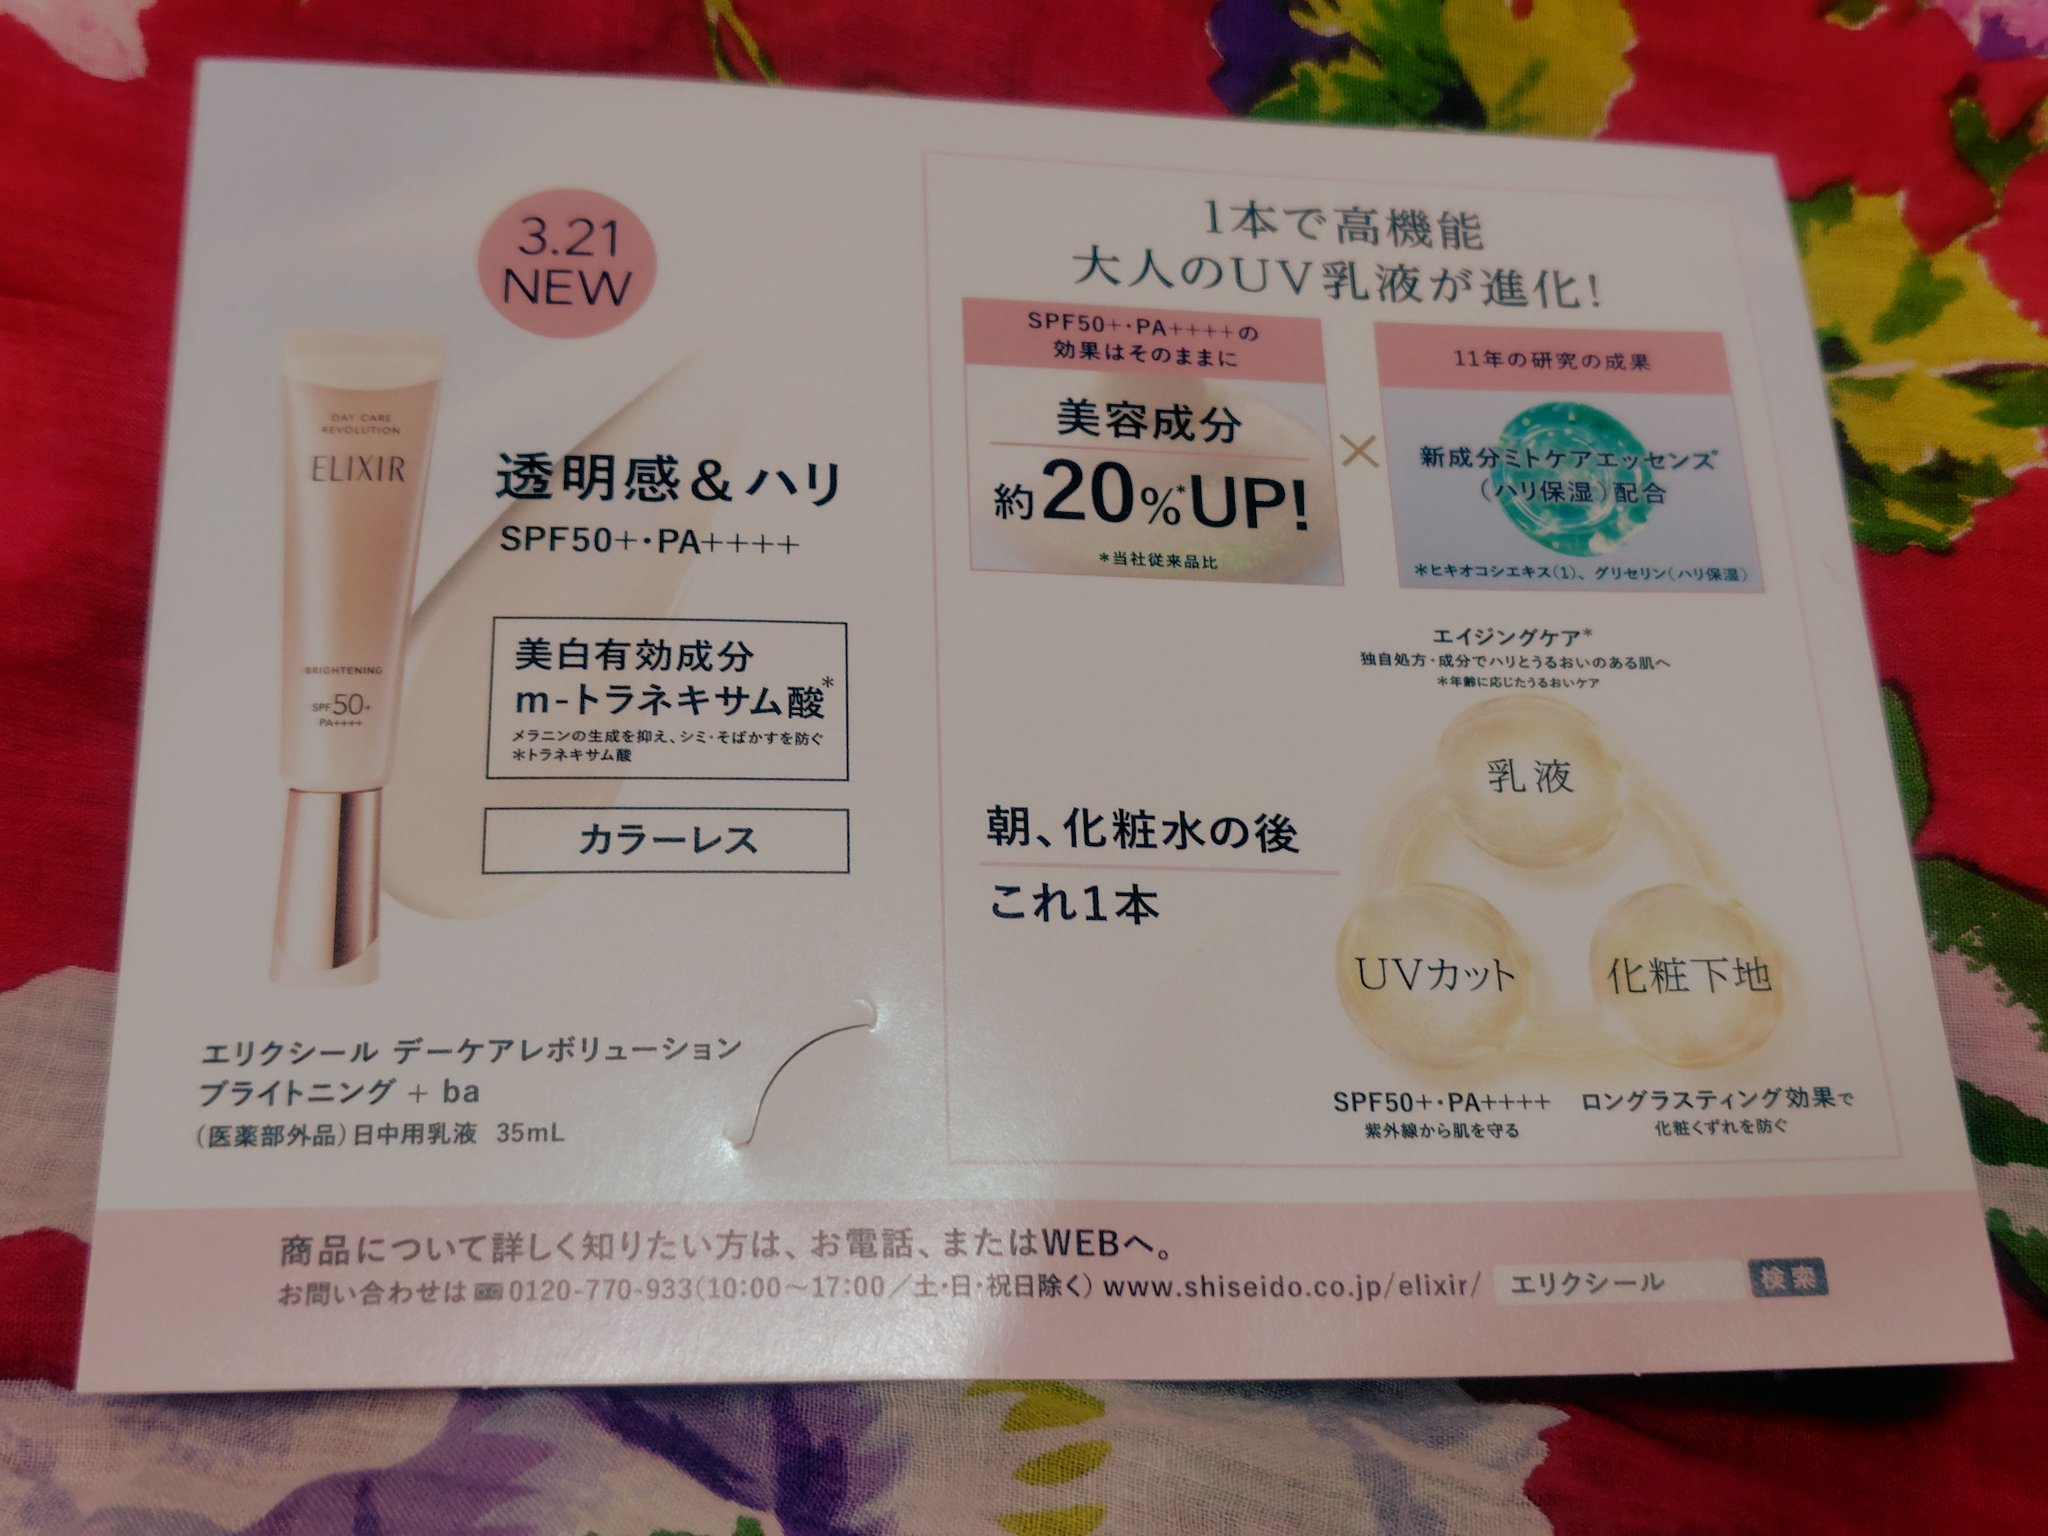 3.21
NEW
DAY CARE
REVOLUTION
ELIXIR
BRIGHTENING
SPF50+
PA++++
透明感＆ハリ
SPF50+・PA++++
美白有効成分
m-トラネキサム酸*
メラニンの生成を抑え、シミ・そばかすを防ぐ
＊トラネキサム酸
カラーレス
エリクシール デーケアレボリューション
ブライトニング + ba
(医薬部外品)日中用乳液 35mL
1本で高機能
大人のUV乳液が進化！
SPF50+・PA++++の
効果はそのままに
美容成分
約20%*UP!
＊当社従来品比
×
11年の研究の成果
新成分ミトケアエッセンス*
(ハリ保湿)配合
＊ヒキオコシエキス(1)、グリセリン(ハリ保湿)
朝、化粧水の後
これ1本
エイジングケア*
独自処方・成分でハリとうるおいのある肌へ
＊年齢に応じたうるおいケア
乳液
UVカット
化粧下地
SPF50+・PA++++
紫外線から肌を守る
ロングラスティング効果で
化粧くずれを防ぐ
商品について詳しく知りたい方は、お電話、またはWEBへ。
お問い合わせは 0120-770-933(10:00～17:00／土・日・祝日除く) www.shiseido.co.jp/elixir/ エリクシール 検索